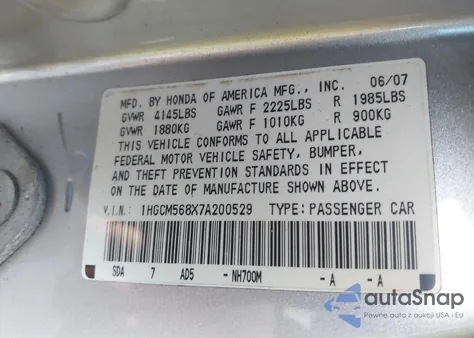 MFD. BY HONDA OF AMERICA MFG., INC. 06/07
GVWR 4145LBS GAWR F 2225LBS R 1985LBS
GVWR 1880KG GAWR F 1010KG R 900KG
THIS VEHICLE CONFORMS TO ALL APPLICABLE
FEDERAL MOTOR VEHICLE SAFETY, BUMPER,
AND THEFT PREVENTION STANDARDS IN EFFECT
ON THE DATE OF MANUFACTURE SHOWN ABOVE.
V.I.N.: 1HGCM568X7A200529 TYPE: PASSENGER CAR
SDA 7 AD5 - NH700M - A - A
autoSnap
Pewne auta z aukcji USA i EU